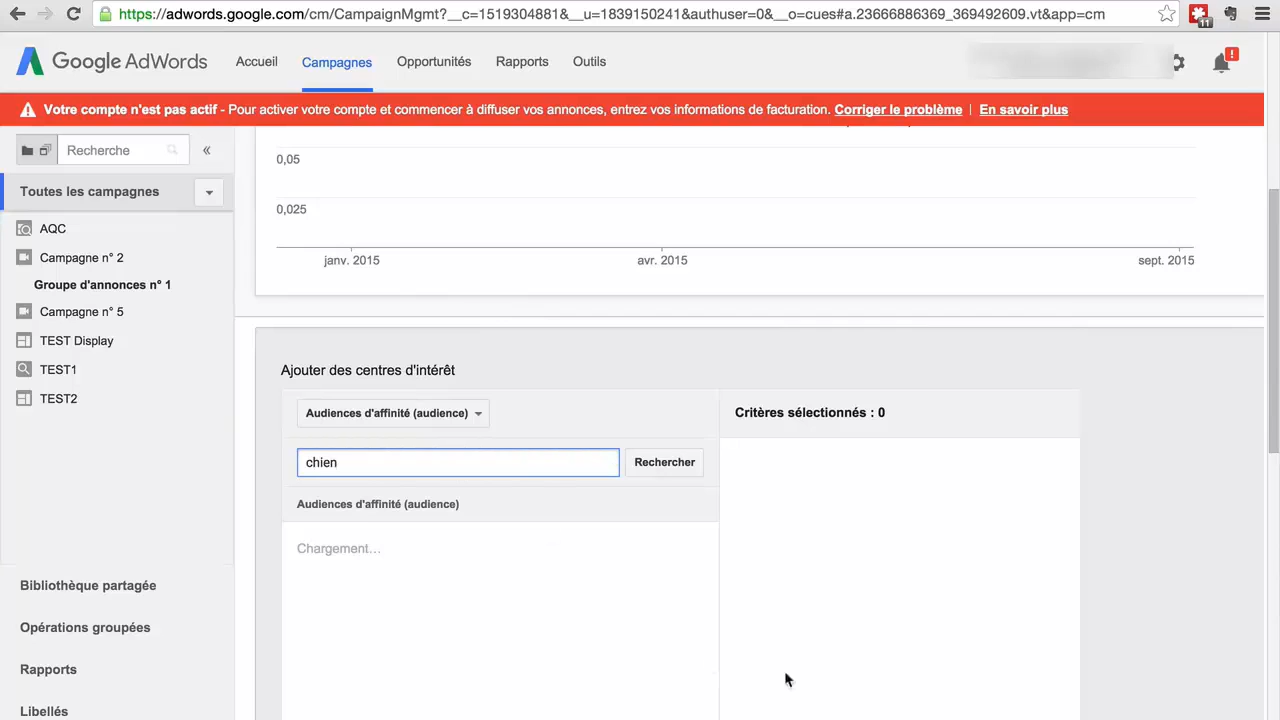 https://adwords.google.com/cm/CampaignMgmt?__c=1519304881&__u=1839150241&authuser=0&__o=cues#a.23666886369_369492609.vt&app=cm
11
Google AdWords
Accueil
Campagnes
Opportunités
Rapports
Outils
!
Votre compte n'est pas actif - Pour activer votre compte et commencer à diffuser vos annonces, entrez vos informations de facturation. Corriger le problème | En savoir plus
Recherche
«
Toutes les campagnes
AQC
Campagne n° 2
Groupe d'annonces n° 1
Campagne n° 5
TEST Display
TEST1
TEST2
Bibliothèque partagée
Opérations groupées
Rapports
Libellés
0,05
0,025
janv. 2015
avr. 2015
sept. 2015
Ajouter des centres d'intérêt
Audiences d'affinité (audience)
Critères sélectionnés : 0
chien
Rechercher
Audiences d'affinité (audience)
Chargement...